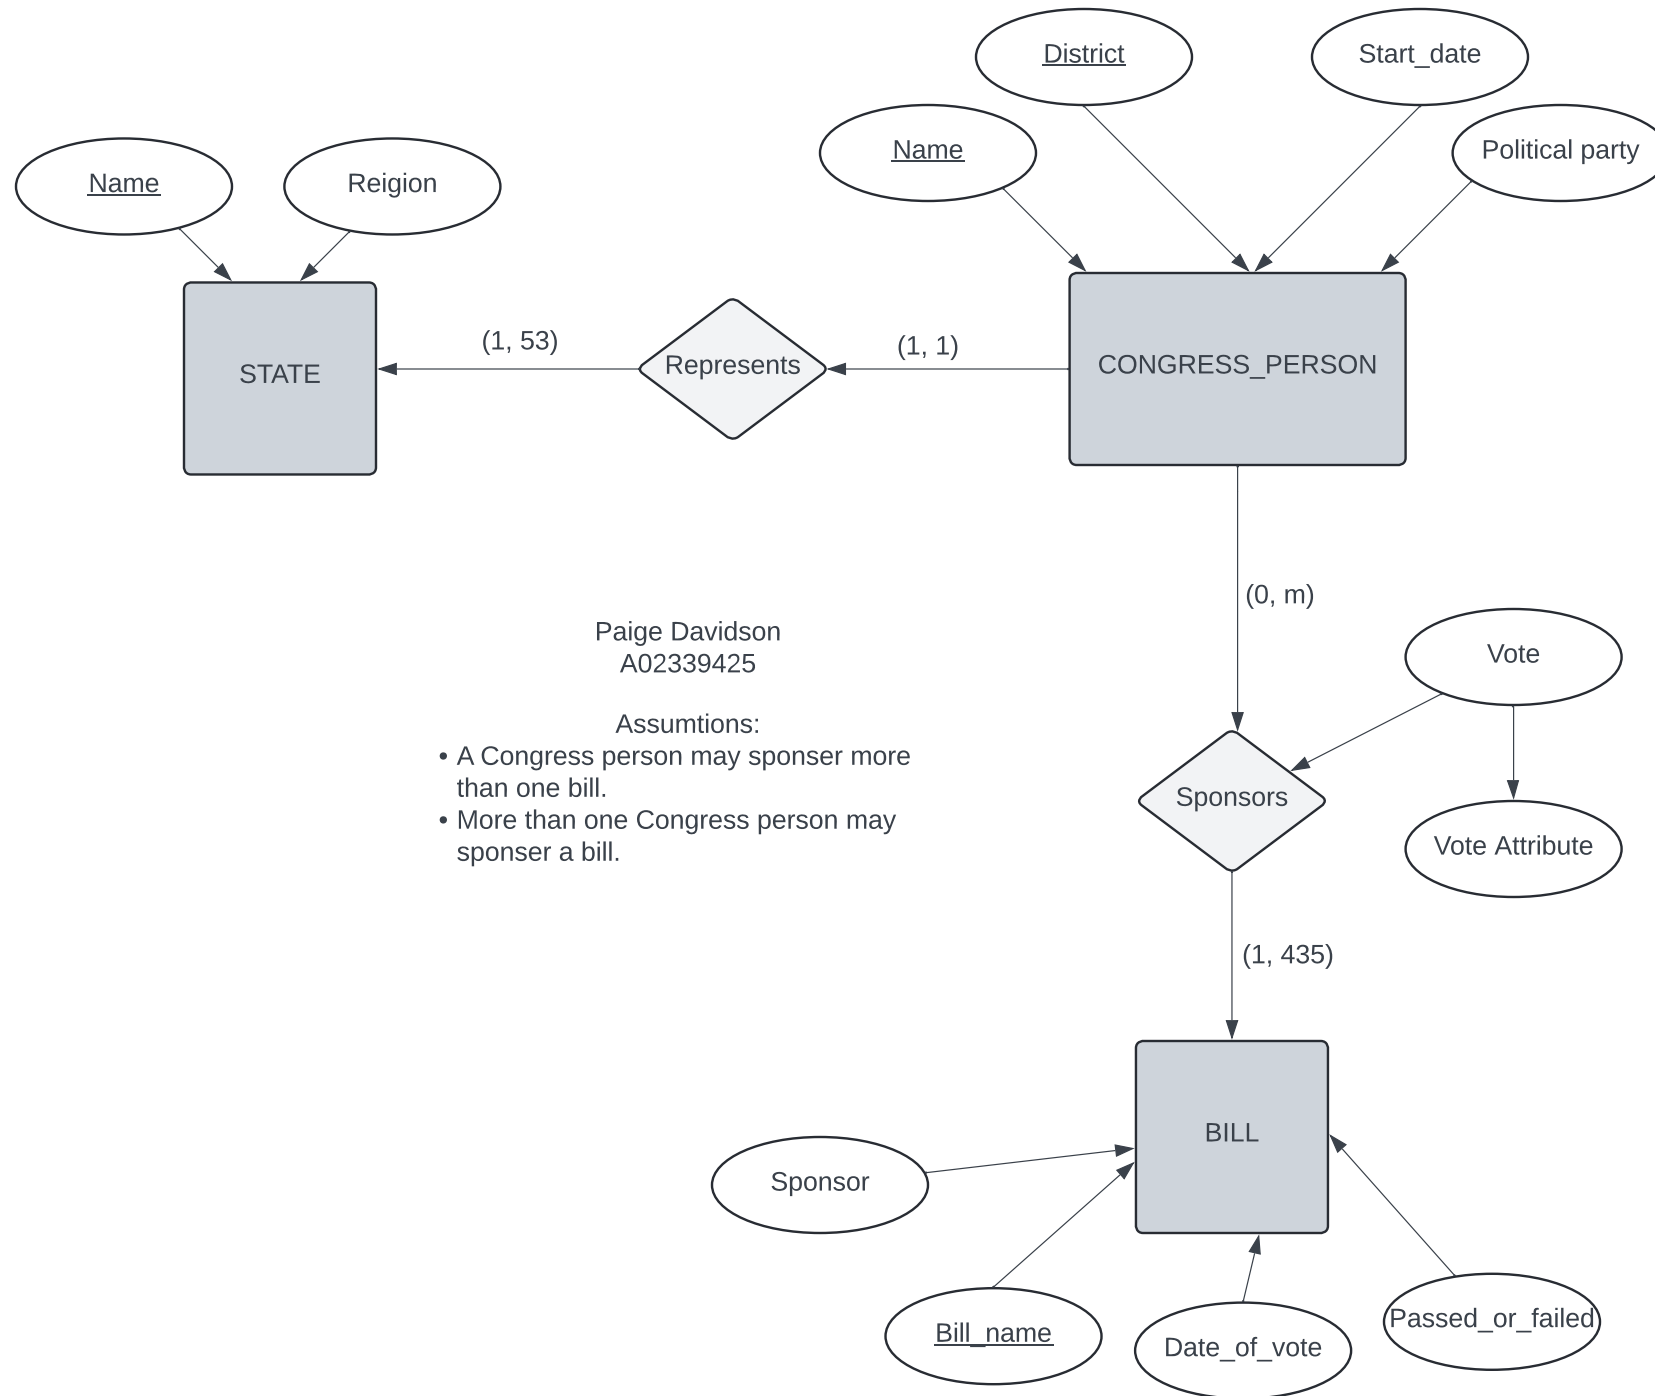 District
Start_date
Name
Political party
Name
Reigion
STATE
(1, 53)
Represents
(1, 1)
CONGRESS_PERSON
(0, m)
Paige Davidson
A02339425
Assumtions:
• A Congress person may sponser more
than one bill.
• More than one Congress person may
sponser a bill.
Vote
Sponsors
Vote Attribute
(1, 435)
BILL
Sponsor
Bill_name
Date_of_vote
Passed_or_failed